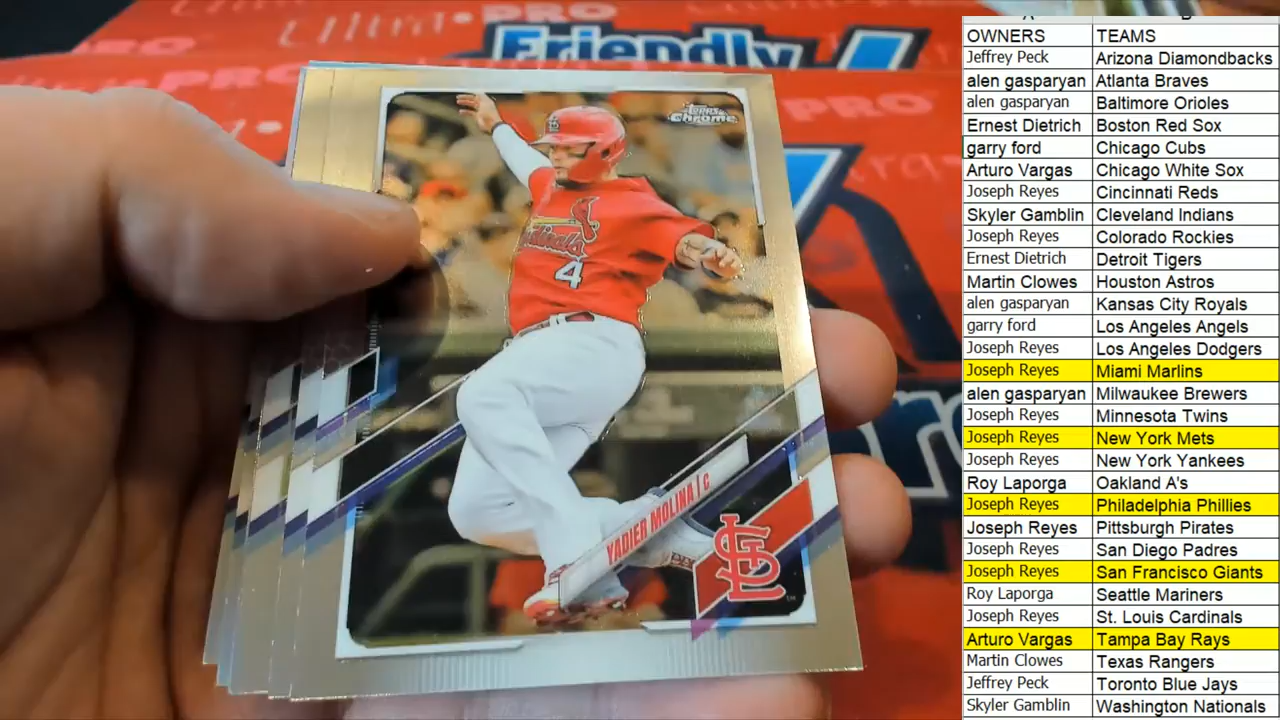 Ultra•PRO
Friendly
PRO
Topps
Chrome
Cardinals
4
YADIER MOLINA | C
STL
OWNERS TEAMS
Jeffrey Peck Arizona Diamondbacks
alen gasparyan Atlanta Braves
alen gasparyan Baltimore Orioles
Ernest Dietrich Boston Red Sox
garry ford Chicago Cubs
Arturo Vargas Chicago White Sox
Joseph Reyes Cincinnati Reds
Skyler Gamblin Cleveland Indians
Joseph Reyes Colorado Rockies
Ernest Dietrich Detroit Tigers
Martin Clowes Houston Astros
alen gasparyan Kansas City Royals
garry ford Los Angeles Angels
Joseph Reyes Los Angeles Dodgers
Joseph Reyes Miami Marlins
alen gasparyan Milwaukee Brewers
Joseph Reyes Minnesota Twins
Joseph Reyes New York Mets
Joseph Reyes New York Yankees
Roy Laporga Oakland A's
Joseph Reyes Philadelphia Phillies
Joseph Reyes Pittsburgh Pirates
Joseph Reyes San Diego Padres
Joseph Reyes San Francisco Giants
Roy Laporga Seattle Mariners
Joseph Reyes St. Louis Cardinals
Arturo Vargas Tampa Bay Rays
Martin Clowes Texas Rangers
Jeffrey Peck Toronto Blue Jays
Skyler Gamblin Washington Nationals